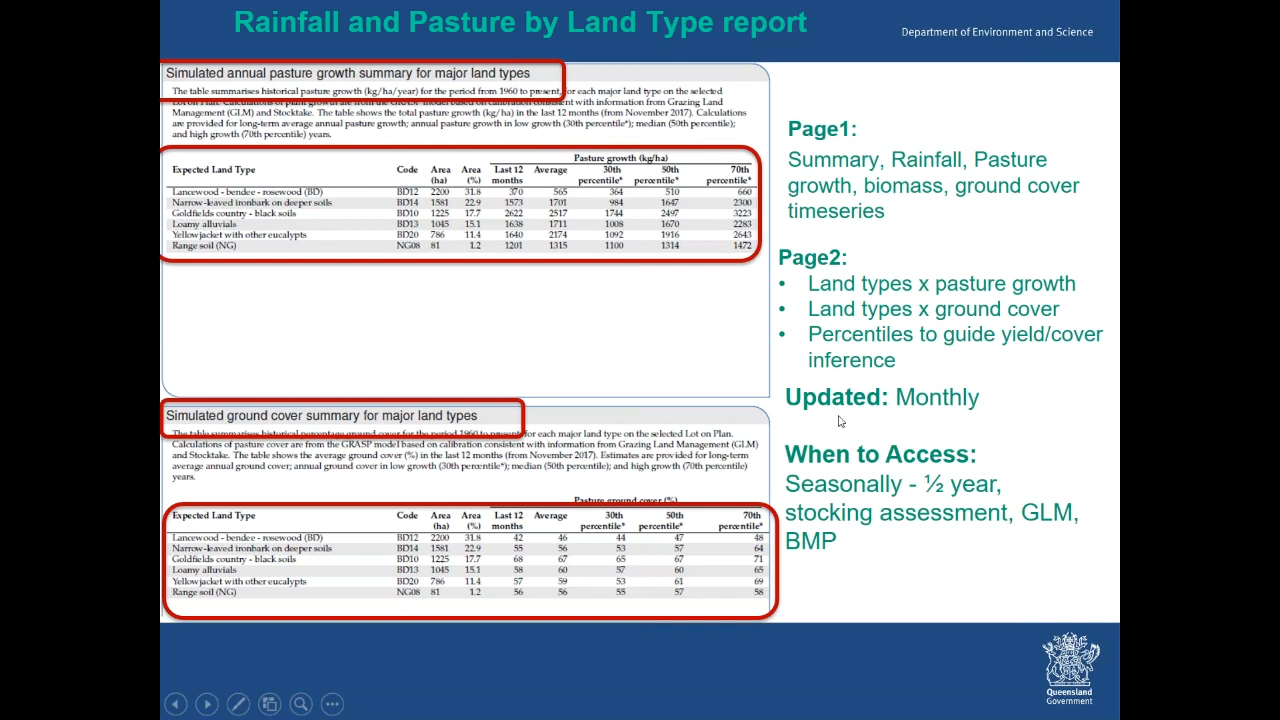 Rainfall and Pasture by Land Type report
Department of Environment and Science
Simulated annual pasture growth summary for major land types
The table summarises historical pasture growth (kg/ha/year) for the period from 1960 to present, for each major land type on the selected
Lot on Plan. Calculations of plant growth are from the GRASP model based on calibration consistent with information from Grazing Land
Management (GLM) and Stocktake. The table shows the total pasture growth (kg/ha) in the last 12 months (from November 2017). Calculations
are provided for long-term average annual pasture growth; annual pasture growth in low growth (30th percentile*); median (50th percentile);
and high growth (70th percentile) years.
Pasture growth (kg/ha)
Expected Land Type Code Area Area Last 12 Average 30th 50th 70th
(ha) (%) months percentile* percentile* percentile*
Lancewood - bendee - rosewood (BD) BD12 2200 31.8 370 565 364 510 660
Narrow-leaved ironbark on deeper soils BD14 1581 22.9 1573 1701 984 1647 2300
Goldfields country - black soils BD10 1225 17.7 2622 2517 1744 2497 3223
Loamy alluvials BD13 1045 15.1 1638 1711 1008 1670 2283
Yellowjacket with other eucalypts BD20 786 11.4 1640 2174 1092 1916 2643
Range soil (NG) NG08 81 1.2 1201 1315 1100 1314 1472
Simulated ground cover summary for major land types
The table summarises historical percentage ground cover for the period 1960 to present, for each major land type on the selected Lot on Plan.
Calculations of pasture cover are from the GRASP model based on calibration consistent with information from Grazing Land Management (GLM)
and Stocktake. The table shows the average ground cover (%) in the last 12 months (from November 2017). Estimates are provided for long-term
average annual ground cover; annual ground cover in low growth (30th percentile*); median (50th percentile); and high growth (70th percentile)
years.
Pasture ground cover (%)
Expected Land Type Code Area Area Last 12 Average 30th 50th 70th
(ha) (%) months percentile* percentile* percentile*
Lancewood - bendee - rosewood (BD) BD12 2200 31.8 42 46 44 47 48
Narrow-leaved ironbark on deeper soils BD14 1581 22.9 55 56 53 57 64
Goldfields country - black soils BD10 1225 17.7 68 67 65 67 71
Loamy alluvials BD13 1045 15.1 58 60 57 60 65
Yellowjacket with other eucalypts BD20 786 11.4 57 59 53 61 69
Range soil (NG) NG08 81 1.2 56 56 55 57 58
Page1:
Summary, Rainfall, Pasture
growth, biomass, ground cover
timeseries
Page2:
• Land types x pasture growth
• Land types x ground cover
• Percentiles to guide yield/cover
inference
Updated: Monthly
When to Access:
Seasonally - ½ year,
stocking assessment, GLM,
BMP
Queensland
Government